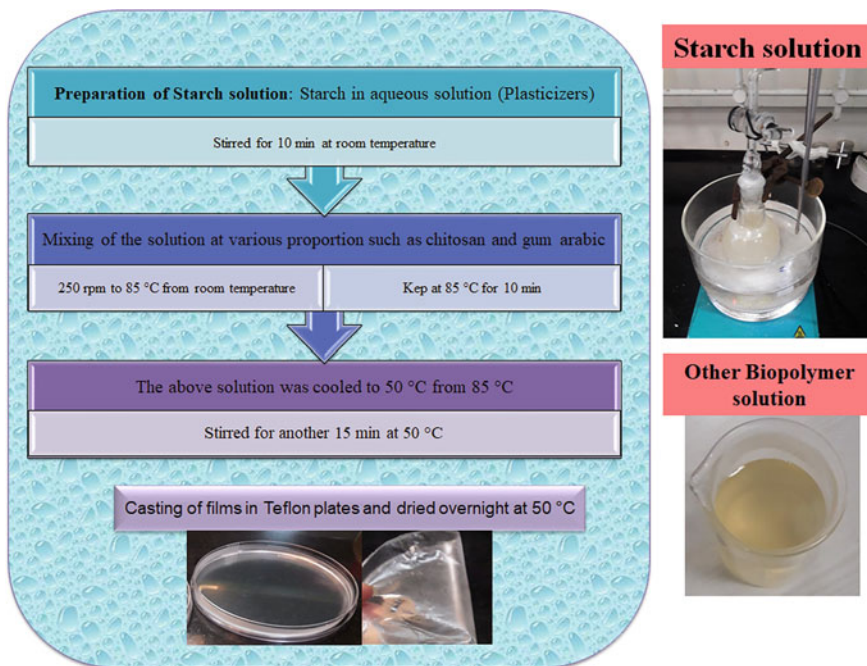 Preparation of Starch solution: Starch in aqueous solution (Plasticizers)
Stirred for 10 min at room temperature
Mixing of the solution at various proportion such as chitosan and gum arabic
250 rpm to 85 °C from room temperature
Kep at 85 °C for 10 min
The above solution was cooled to 50 °C from 85 °C
Stirred for another 15 min at 50 °C
Casting of films in Teflon plates and dried overnight at 50 °C
Starch solution
Other Biopolymer
solution